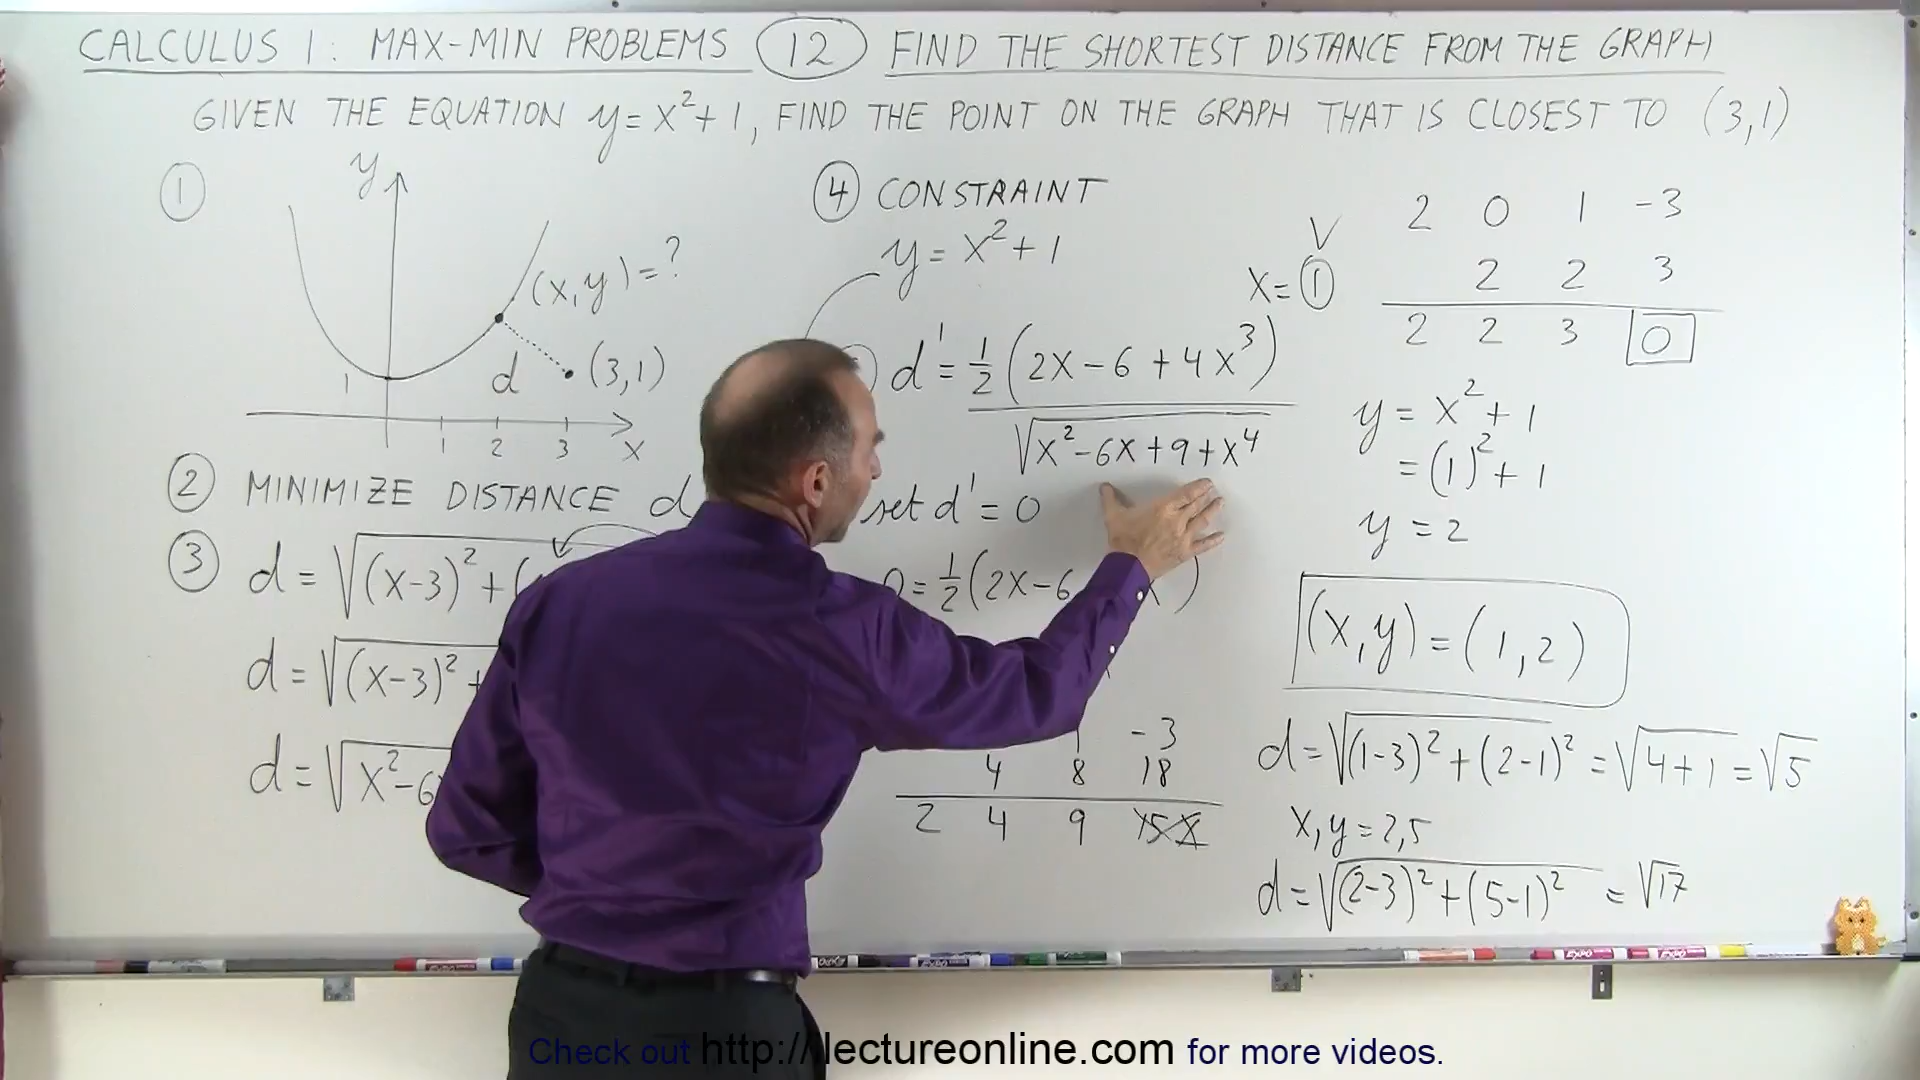 CALCULUS 1: MAX-MIN PROBLEMS 12 FIND THE SHORTEST DISTANCE FROM THE GRAPH
GIVEN THE EQUATION y = x² + 1, FIND THE POINT ON THE GRAPH THAT IS CLOSEST TO (3,1)
1
y
(x,y) = ?
1
d
(3,1)
1 2 3 x
2 MINIMIZE DISTANCE d
3 d = √(x-3)² + (
d = √(x-3)² +
d = √x² - 6
4 CONSTRAINT
y = x² + 1
d' = 1/2 (2x - 6 + 4x³)
√x² - 6x + 9 + x⁴
set d' = 0
0 = 1/2 (2x - 6 x )
1 -3
4 8 18
2 4 9 15
2 0 1 -3
x = 1 2 2 3
2 2 3 0
y = x² + 1
= (1)² + 1
y = 2
(x,y) = (1,2)
d = √(1-3)² + (2-1)² = √4+1 = √5
x,y = 2,5
d = √(2-3)² + (5-1)² = √17
EXPO EXPO EXPO
Check out http://lectureonline.com for more videos.